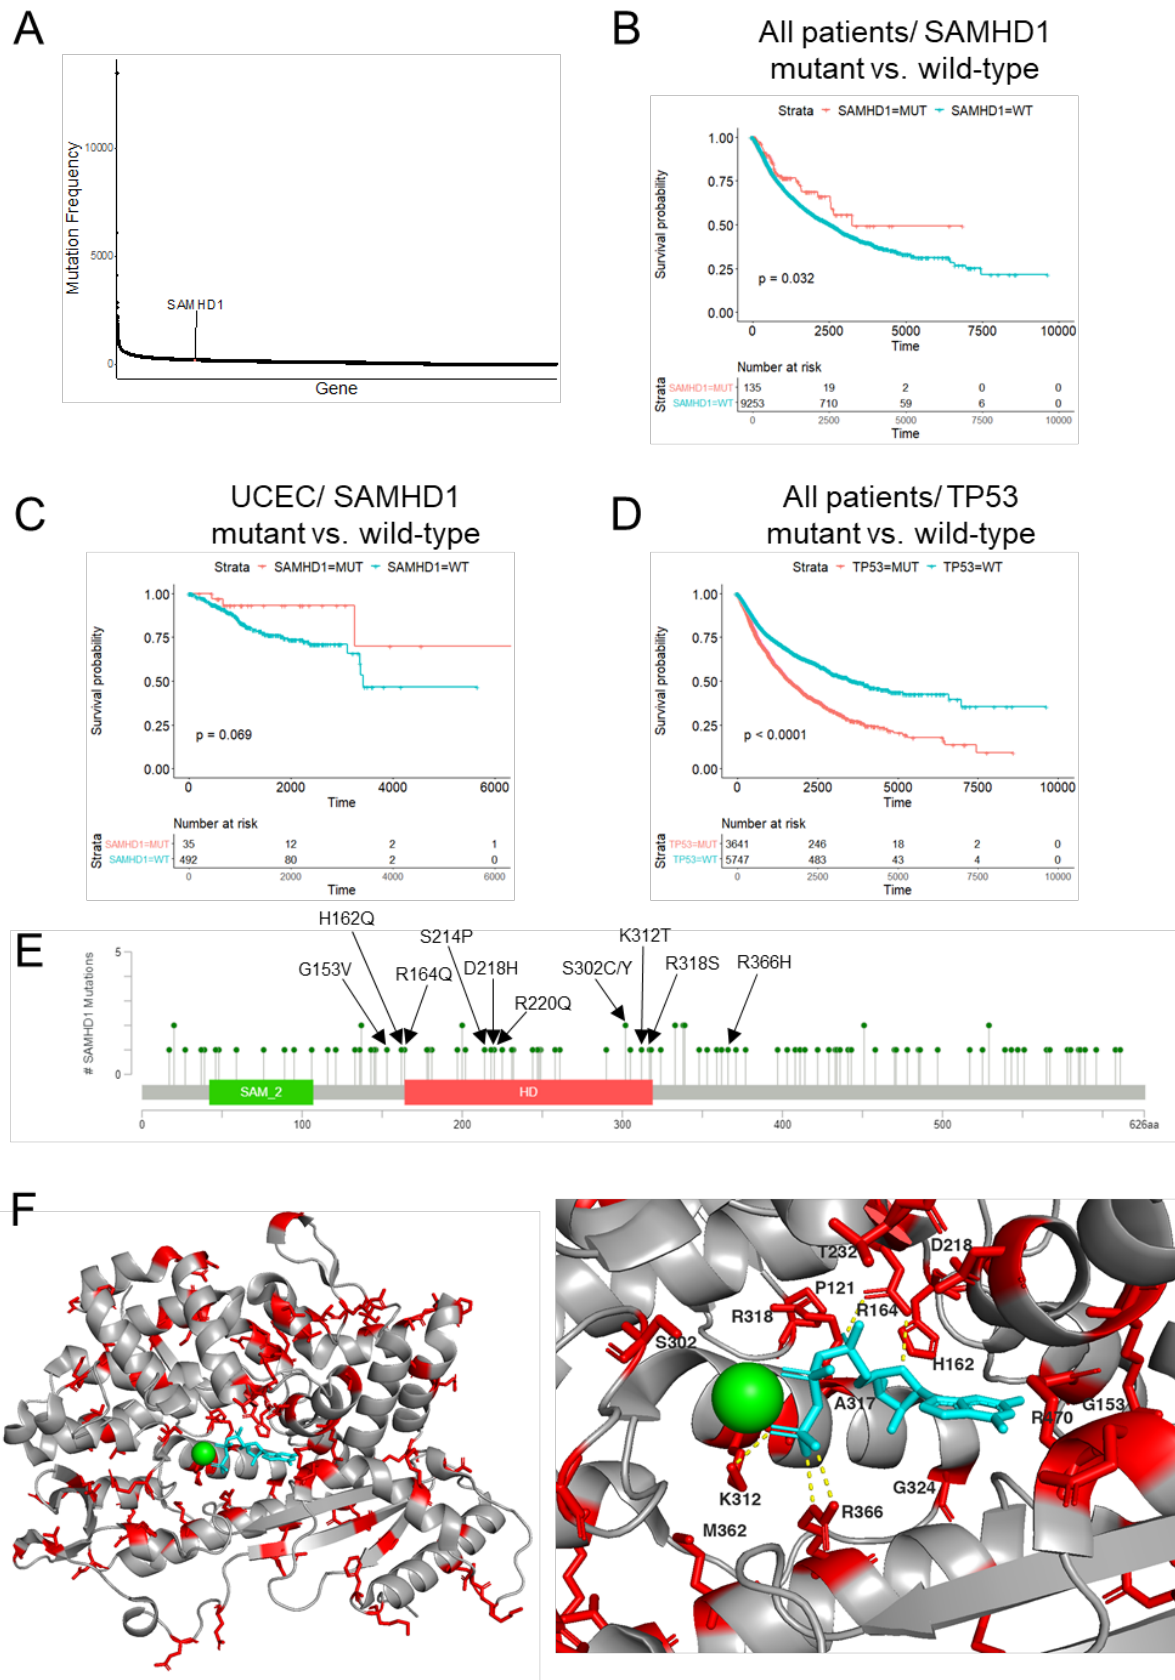 A
Mutation Frequency
10000
5000
0
SAMHD1
Gene
B
All patients/ SAMHD1
mutant vs. wild-type
Strata SAMHD1=MUT SAMHD1=WT
Survival probability
1.00
0.75
0.50
0.25
0.00
p = 0.032
0 2500 5000 7500 10000
Time
Number at risk
Strata
SAMHD1=MUT 135 19 2 0 0
SAMHD1=WT 9253 710 59 6 0
0 2500 5000 7500 10000
Time
C
UCEC/ SAMHD1
mutant vs. wild-type
Strata SAMHD1=MUT SAMHD1=WT
Survival probability
1.00
0.75
0.50
0.25
0.00
p = 0.069
0 2000 4000 6000
Time
Number at risk
Strata
SAMHD1=MUT 35 12 2 1
SAMHD1=WT 492 80 2 0
0 2000 4000 6000
Time
D
All patients/ TP53
mutant vs. wild-type
Strata TP53=MUT TP53=WT
Survival probability
1.00
0.75
0.50
0.25
0.00
p < 0.0001
0 2500 5000 7500 10000
Time
Number at risk
Strata
TP53=MUT 3641 246 18 2 0
TP53=WT 5747 483 43 4 0
0 2500 5000 7500 10000
Time
E
# SAMHD1 Mutations
5
0
G153V
H162Q
R164Q
S214P
D218H
R220Q
S302C/Y
K312T
R318S
R366H
SAM_2
HD
0 100 200 300 400 500 626aa
F
T232
D218
P121
R318
R164
S302
H162
A317
R470
G153
K312
G324
R366
M362